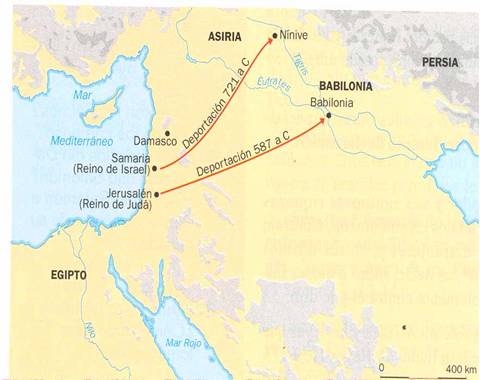 ASIRIA
Nínive
PERSIA
Tigris
Éufrates
BABILONIA
Babilonia
Mar
Mediterráneo
Deportación 721 a C
Damasco
Samaria
(Reino de Israel)
Deportación 587 a C
Jerusalén
(Reino de Judá)
EGIPTO
Nilo
Mar Rojo
0 400 km